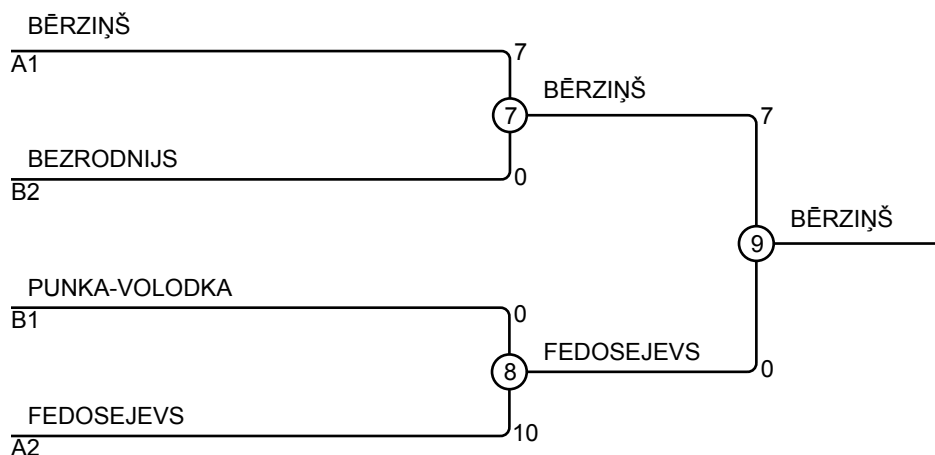 BĒRZIŅŠ
A1
7
7
BĒRZIŅŠ
7
BEZRODNIJS
B2
0
9
BĒRZIŅŠ
PUNKA-VOLODKA
B1
0
8
FEDOSEJEVS
0
FEDOSEJEVS
A2
10